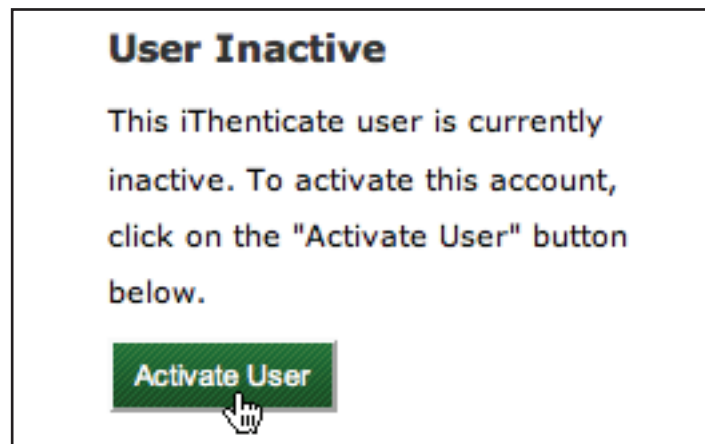 User Inactive
This iThenticate user is currently
inactive. To activate this account,
click on the "Activate User" button
below.
Activate User